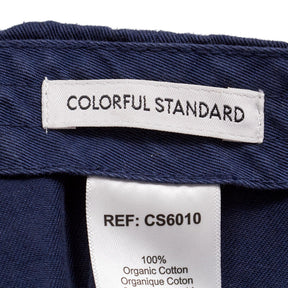 COLORFUL STANDARD
REF: CS6010
100%
Organic Cotton
Organique Coton